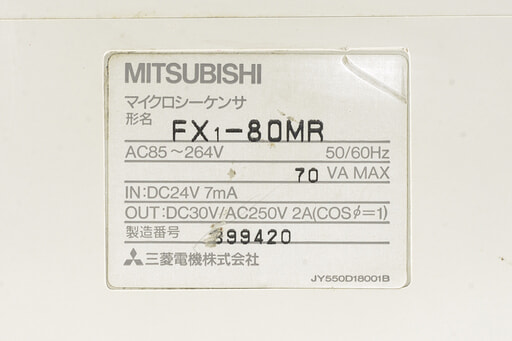 MITSUBISHI
マイクロシーケンサ
形名 FX1-80MR
AC85~264V 50/60Hz
70 VA MAX
IN:DC24V 7mA
OUT:DC30V/AC250V 2A(COSφ=1)
製造番号 399420
三菱電機株式会社
JY550D18001B